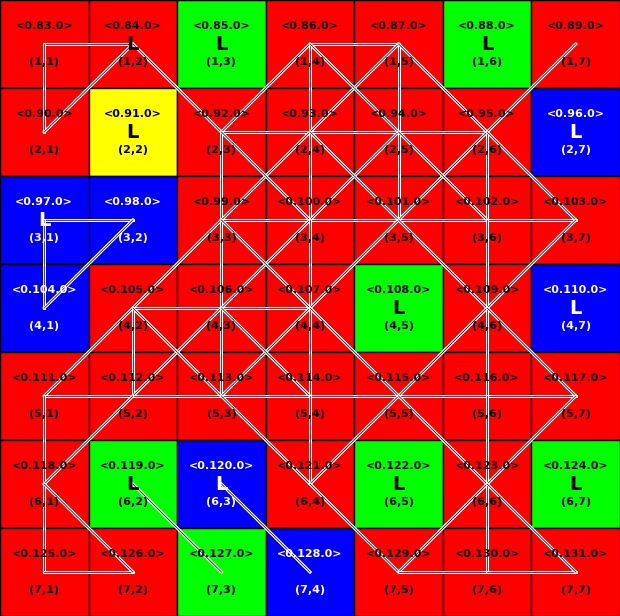 <0.83.0> <0.84.0> <0.85.0> <0.86.0> <0.87.0> <0.88.0> <0.89.0>
L L L
(1,1) (1,2) (1,3) (1,4) (1,5) (1,6) (1,7)
<0.90.0> <0.91.0> <0.92.0> <0.93.0> <0.94.0> <0.95.0> <0.96.0>
L L
(2,1) (2,2) (2,3) (2,4) (2,5) (2,6) (2,7)
<0.97.0> <0.98.0> <0.99.0> <0.100.0> <0.101.0> <0.102.0> <0.103.0>
L
(3,1) (3,2) (3,3) (3,4) (3,5) (3,6) (3,7)
<0.104.0> <0.105.0> <0.106.0> <0.107.0> <0.108.0> <0.109.0> <0.110.0>
L L
(4,1) (4,2) (4,3) (4,4) (4,5) (4,6) (4,7)
<0.111.0> <0.112.0> <0.113.0> <0.114.0> <0.115.0> <0.116.0> <0.117.0>
(5,1) (5,2) (5,3) (5,4) (5,5) (5,6) (5,7)
<0.118.0> <0.119.0> <0.120.0> <0.121.0> <0.122.0> <0.123.0> <0.124.0>
L L L L
(6,1) (6,2) (6,3) (6,4) (6,5) (6,6) (6,7)
<0.125.0> <0.126.0> <0.127.0> <0.128.0> <0.129.0> <0.130.0> <0.131.0>
(7,1) (7,2) (7,3) (7,4) (7,5) (7,6) (7,7)